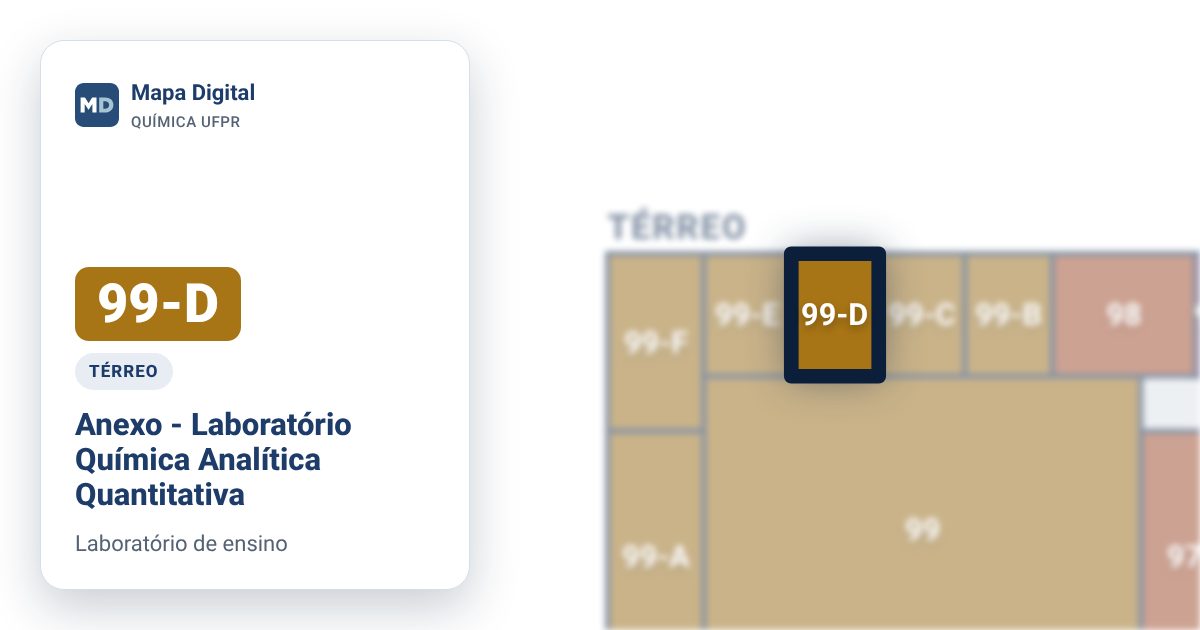 MD
Mapa Digital
QUÍMICA UFPR
99-D
TÉRREO
Anexo - Laboratório
Química Analítica
Quantitativa
Laboratório de ensino
TÉRREO
99-F
99-E
99-D
99-C
99-B
98
99
99-A
97